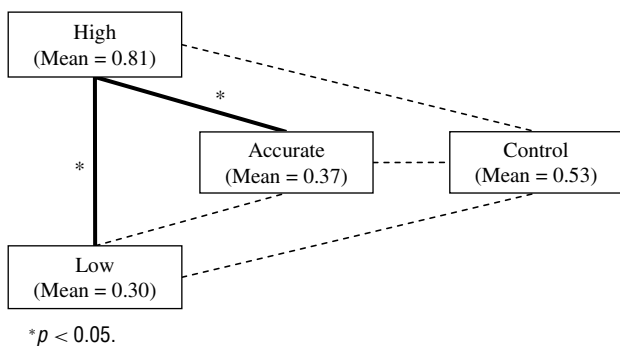 High
(Mean = 0.81)
*
*
Accurate
(Mean = 0.37)
Control
(Mean = 0.53)
Low
(Mean = 0.30)
*p < 0.05.